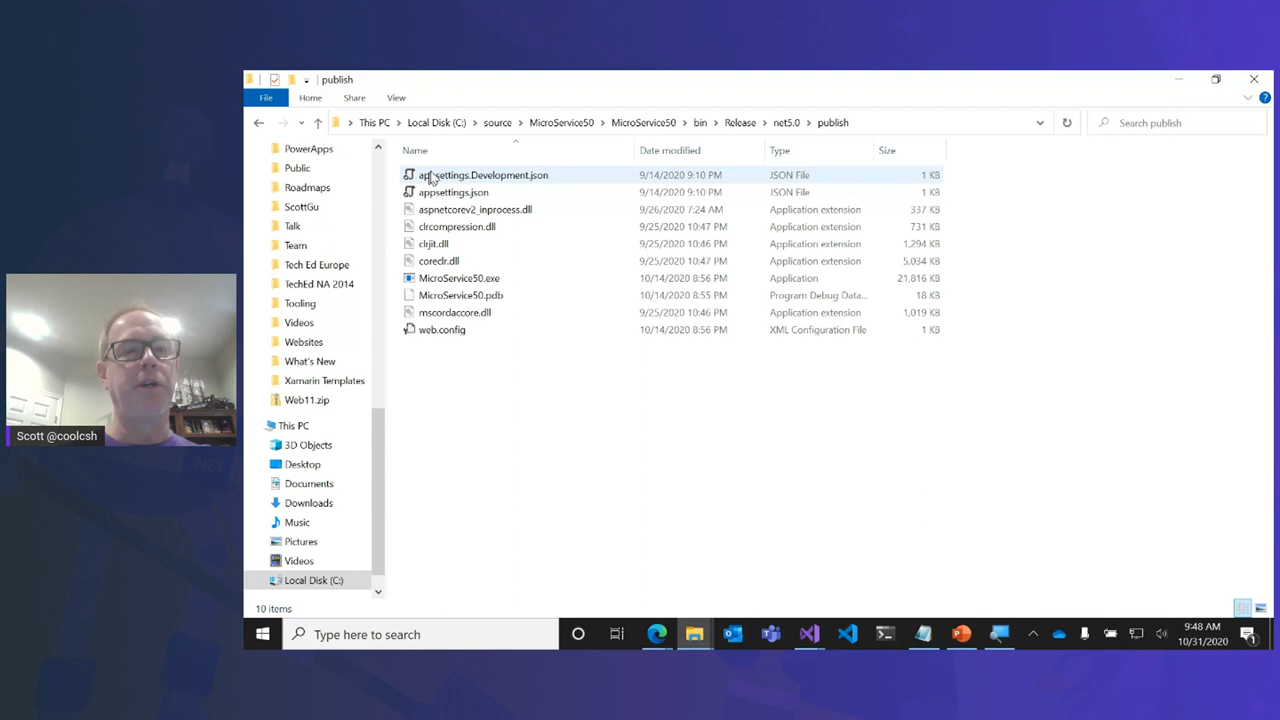 publish
File
Home
Share
View
This PC
Local Disk (C:)
source
MicroService50
MicroService50
bin
Release
net5.0
publish
Search publish
PowerApps
Public
Roadmaps
ScottGu
Talk
Team
Tech Ed Europe
TechEd NA 2014
Tooling
Videos
Websites
What's New
Xamarin Templates
Web11.zip
This PC
3D Objects
Desktop
Documents
Downloads
Music
Pictures
Videos
Local Disk (C:)
Name Date modified Type Size
appsettings.Development.json 9/14/2020 9:10 PM JSON File 1 KB
appsettings.json 9/14/2020 9:10 PM JSON File 1 KB
aspnetcorev2_inprocess.dll 9/26/2020 7:24 AM Application extension 337 KB
clrcompression.dll 9/25/2020 10:47 PM Application extension 731 KB
clrjit.dll 9/25/2020 10:46 PM Application extension 1,294 KB
coreclr.dll 9/25/2020 10:47 PM Application extension 5,034 KB
MicroService50.exe 10/14/2020 8:56 PM Application 21,816 KB
MicroService50.pdb 10/14/2020 8:55 PM Program Debug Data... 18 KB
mscordaccore.dll 9/25/2020 10:46 PM Application extension 1,019 KB
web.config 10/14/2020 8:56 PM XML Configuration File 1 KB
Scott @coolcsh
10 items
Type here to search
9:48 AM
10/31/2020
1
.NET